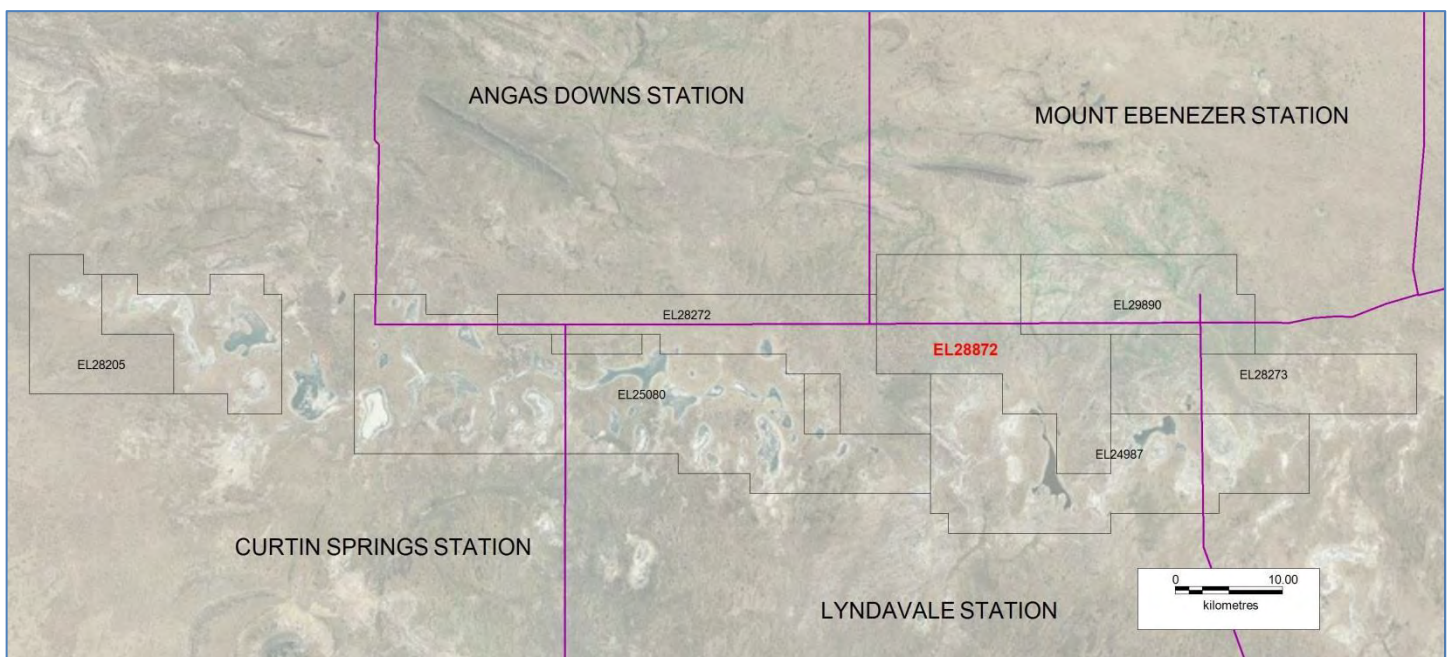 ANGAS DOWNS STATION
MOUNT EBENEZER STATION
EL29890
EL28272
EL28872
EL28205
EL28273
EL25080
EL24987
CURTIN SPRINGS STATION
LYNDAVALE STATION
0 10.00
kilometres